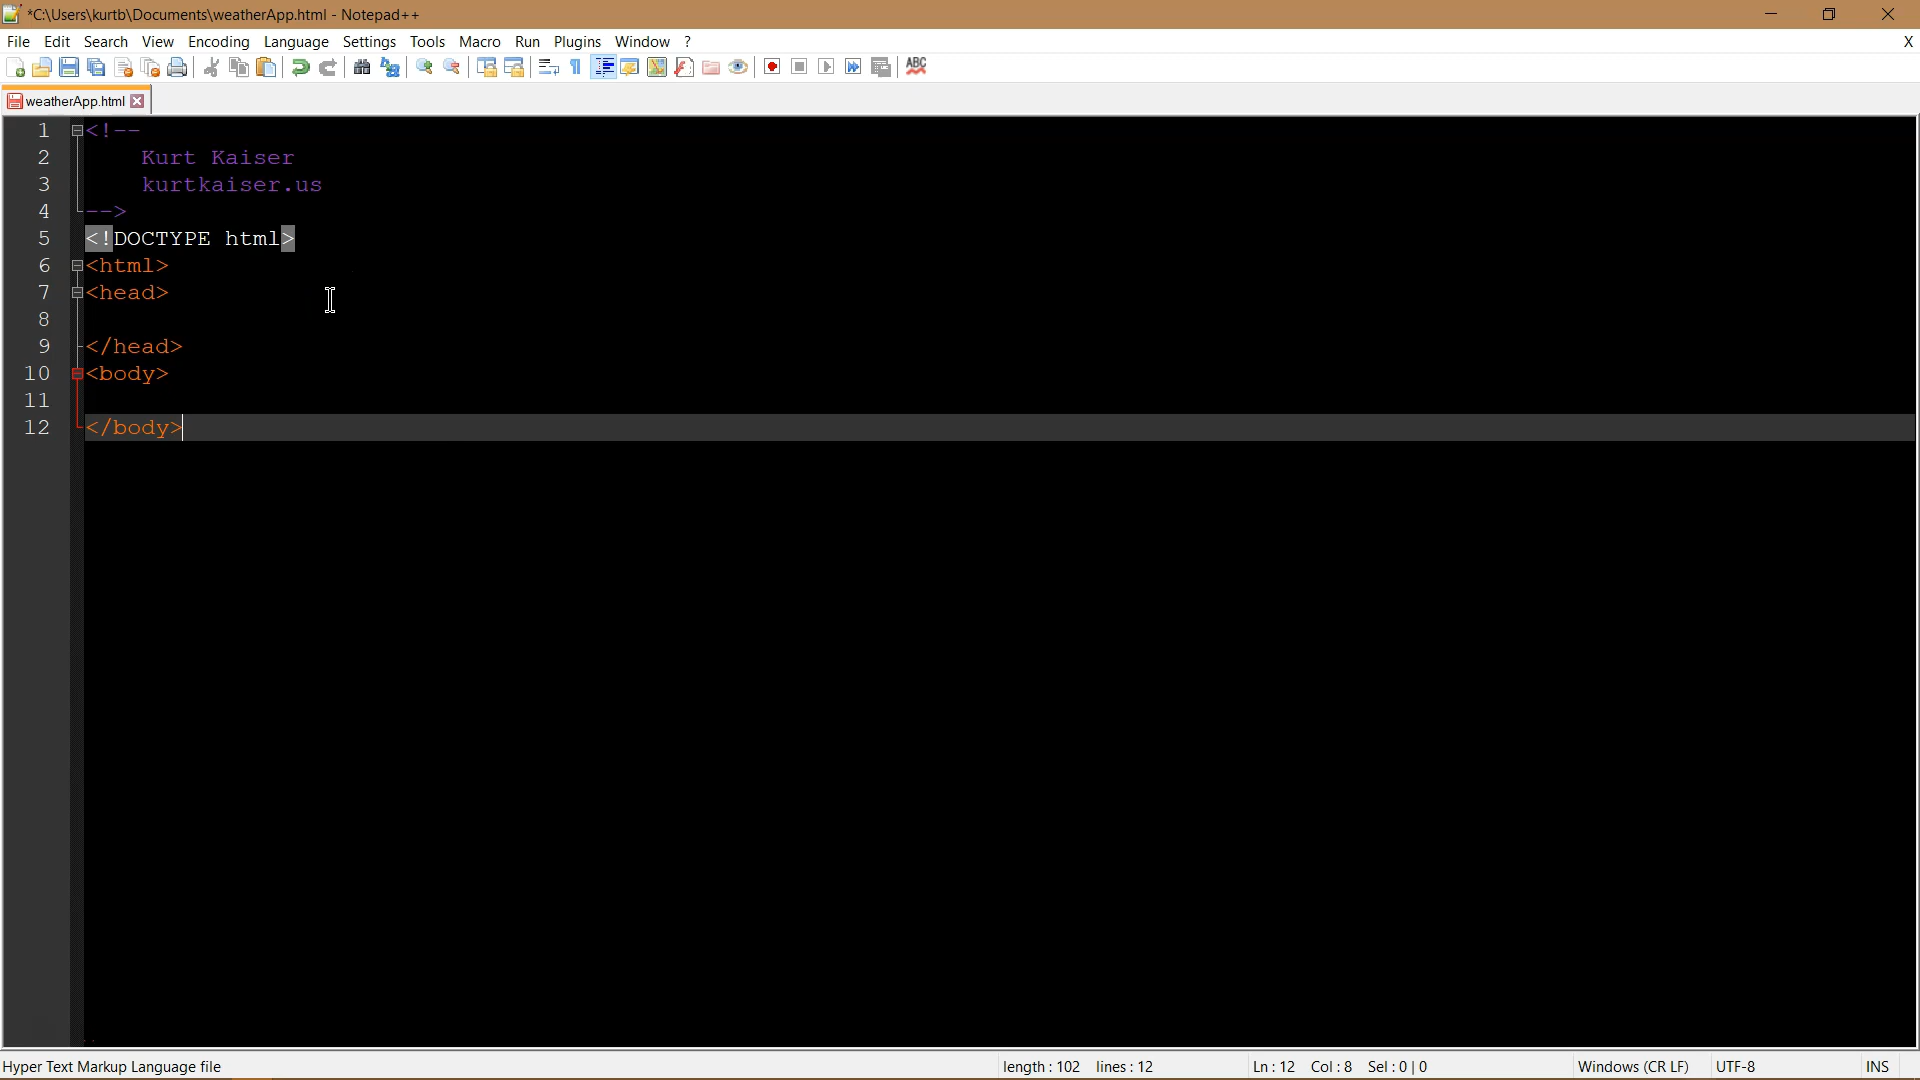 *C:\Users\kurtb\Documents\weatherApp.html - Notepad++
File Edit Search View Encoding Language Settings Tools Macro Run Plugins Window ? X
ABC
weatherApp.html
1 <!--
2 Kurt Kaiser
3 kurtkaiser.us
4 -->
5 <!DOCTYPE html>
6 <html>
7 <head>
8
9 </head>
10 <body>
11
12 </body>
Hyper Text Markup Language file length : 102 lines : 12 Ln : 12 Col : 8 Sel : 0 | 0 Windows (CR LF) UTF-8 INS